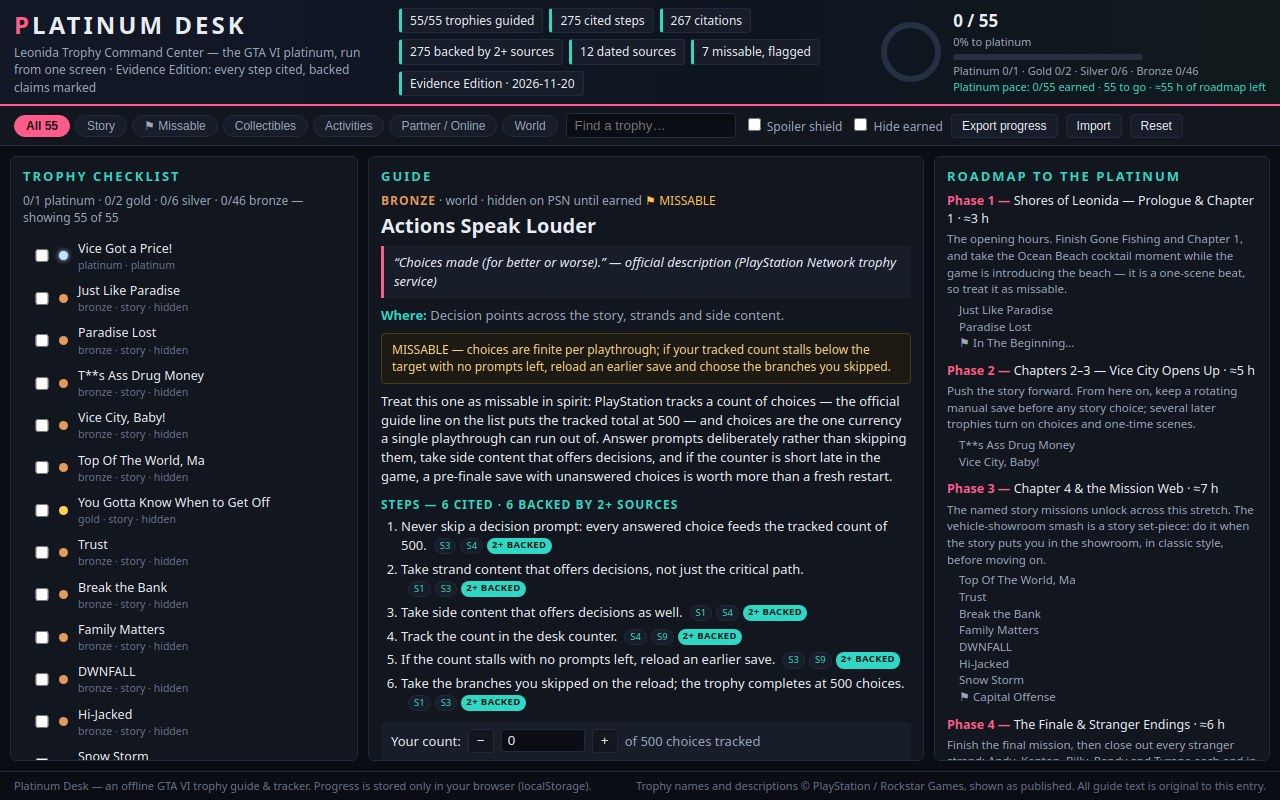 PLATINUM DESK
Leonida Trophy Command Center — the GTA VI platinum, run
from one screen · Evidence Edition: every step cited, backed
claims marked
55/55 trophies guided
275 cited steps
267 citations
275 backed by 2+ sources
12 dated sources
7 missable, flagged
Evidence Edition · 2026-11-20
0 / 55
0% to platinum
Platinum 0/1 · Gold 0/2 · Silver 0/6 · Bronze 0/46
Platinum pace: 0/55 earned · 55 to go · ≈55 h of roadmap left
All 55
Story
⚑ Missable
Collectibles
Activities
Partner / Online
World
Find a trophy…
Spoiler shield
Hide earned
Export progress
Import
Reset
TROPHY CHECKLIST
0/1 platinum · 0/2 gold · 0/6 silver · 0/46 bronze —
showing 55 of 55
Vice Got a Price!
platinum · platinum
Just Like Paradise
bronze · story · hidden
Paradise Lost
bronze · story · hidden
T**s Ass Drug Money
bronze · story · hidden
Vice City, Baby!
bronze · story · hidden
Top Of The World, Ma
bronze · story · hidden
You Gotta Know When to Get Off
gold · story · hidden
Trust
bronze · story · hidden
Break the Bank
bronze · story · hidden
Family Matters
bronze · story · hidden
DWNFALL
bronze · story · hidden
Hi-Jacked
bronze · story · hidden
Snow Storm
GUIDE
BRONZE · world · hidden on PSN until earned ⚑ MISSABLE
Actions Speak Louder
“Choices made (for better or worse).” — official description (PlayStation Network trophy
service)
Where: Decision points across the story, strands and side content.
MISSABLE — choices are finite per playthrough; if your tracked count stalls below the
target with no prompts left, reload an earlier save and choose the branches you skipped.
Treat this one as missable in spirit: PlayStation tracks a count of choices — the official
guide line on the list puts the tracked total at 500 — and choices are the one currency
a single playthrough can run out of. Answer prompts deliberately rather than skipping
them, take side content that offers decisions, and if the counter is short late in the
game, a pre-finale save with unanswered choices is worth more than a fresh restart.
STEPS — 6 CITED · 6 BACKED BY 2+ SOURCES
1. Never skip a decision prompt: every answered choice feeds the tracked count of
500. S3 S4 2+ BACKED
2. Take strand content that offers decisions, not just the critical path.
S1 S3 2+ BACKED
3. Take side content that offers decisions as well. S1 S4 2+ BACKED
4. Track the count in the desk counter. S4 S9 2+ BACKED
5. If the count stalls with no prompts left, reload an earlier save. S3 S9 2+ BACKED
6. Take the branches you skipped on the reload; the trophy completes at 500 choices.
S1 S3 2+ BACKED
Your count: − 0 + of 500 choices tracked
ROADMAP TO THE PLATINUM
Phase 1 — Shores of Leonida — Prologue & Chapter
1 · ≈3 h
The opening hours. Finish Gone Fishing and Chapter 1,
and take the Ocean Beach cocktail moment while the
game is introducing the beach — it is a one-scene beat,
so treat it as missable.
Just Like Paradise
Paradise Lost
⚑ In The Beginning...
Phase 2 — Chapters 2–3 — Vice City Opens Up · ≈5 h
Push the story forward. From here on, keep a rotating
manual save before any story choice; several later
trophies turn on choices and one-time scenes.
T**s Ass Drug Money
Vice City, Baby!
Phase 3 — Chapter 4 & the Mission Web · ≈7 h
The named story missions unlock across this stretch. The
vehicle-showroom smash is a story set-piece: do it when
the story puts you in the showroom, in classic style,
before moving on.
Top Of The World, Ma
Trust
Break the Bank
Family Matters
DWNFALL
Hi-Jacked
Snow Storm
⚑ Capital Offense
Phase 4 — The Finale & Stranger Endings · ≈6 h
Finish the final mission, then close out every stranger
Platinum Desk — an offline GTA VI trophy guide & tracker. Progress is stored only in your browser (localStorage).
Trophy names and descriptions © PlayStation / Rockstar Games, shown as published. All guide text is original to this entry.